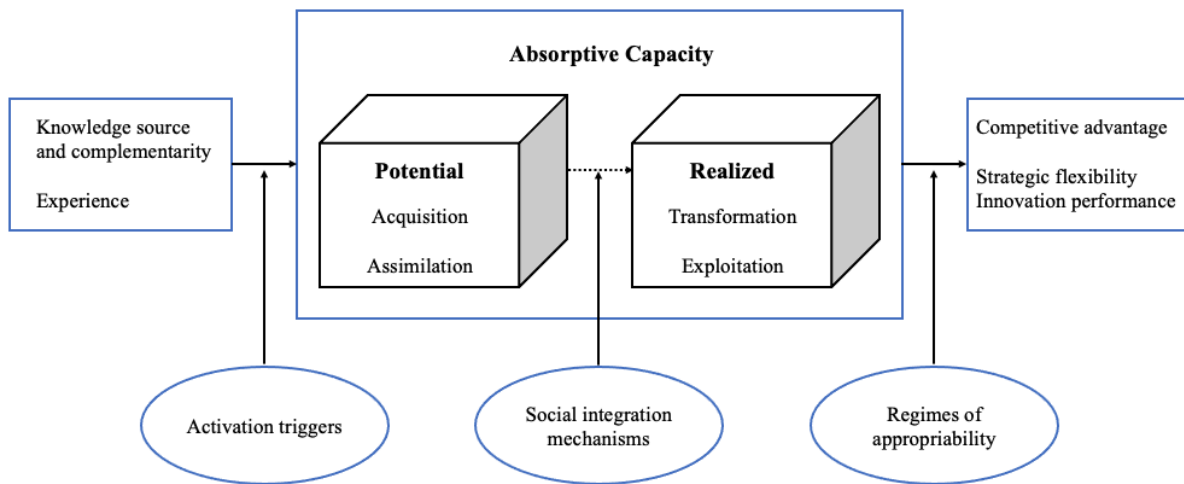 Absorptive Capacity
Knowledge source
and complementarity
Experience
Potential
Acquisition
Assimilation
Realized
Transformation
Exploitation
Competitive advantage
Strategic flexibility
Innovation performance
Activation triggers
Social integration
mechanisms
Regimes of
appropriability